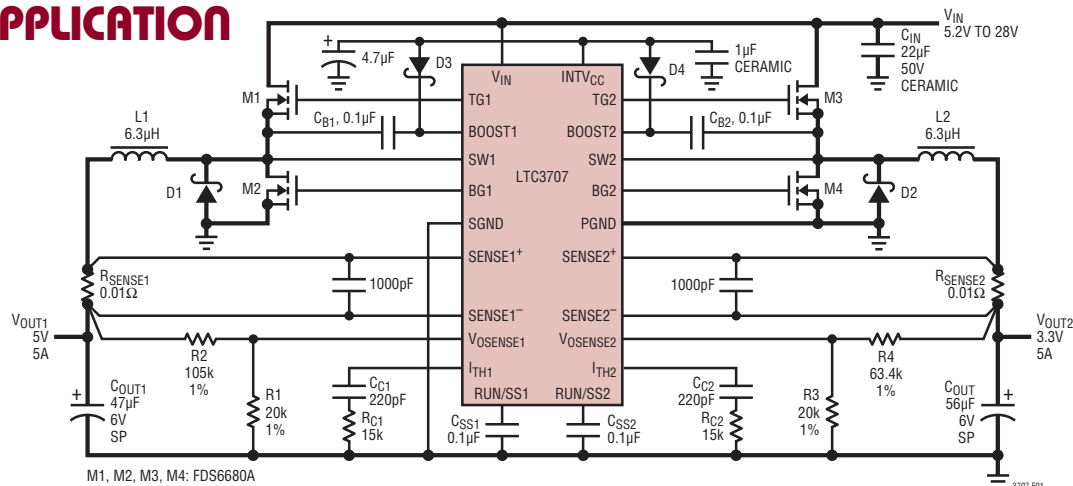 PPLICATION
VIN
5.2V TO 28V
CIN
22µF
50V
CERAMIC
+
4.7µF
D3
D4
1µF
CERAMIC
VIN
INTVCC
M1
TG1
TG2
M3
L1
6.3µH
CB1, 0.1µF
BOOST1
BOOST2
CB2, 0.1µF
L2
6.3µH
SW1
SW2
LTC3707
D1
M2
BG1
BG2
M4
D2
SGND
PGND
SENSE1+
SENSE2+
RSENSE1
0.01Ω
1000pF
1000pF
RSENSE2
0.01Ω
SENSE1–
SENSE2–
VOUT1
5V
5A
VOSENSE1
VOSENSE2
VOUT2
3.3V
5A
R2
105k
1%
R4
63.4k
1%
ITH1
ITH2
+
COUT1
47µF
6V
SP
R1
20k
1%
CC1
220pF
RC1
15k
RUN/SS1
RUN/SS2
CSS1
0.1µF
CSS2
0.1µF
CC2
220pF
RC2
15k
R3
20k
1%
COUT
56µF
6V
SP
+
M1, M2, M3, M4: FDS6680A
3707 F01